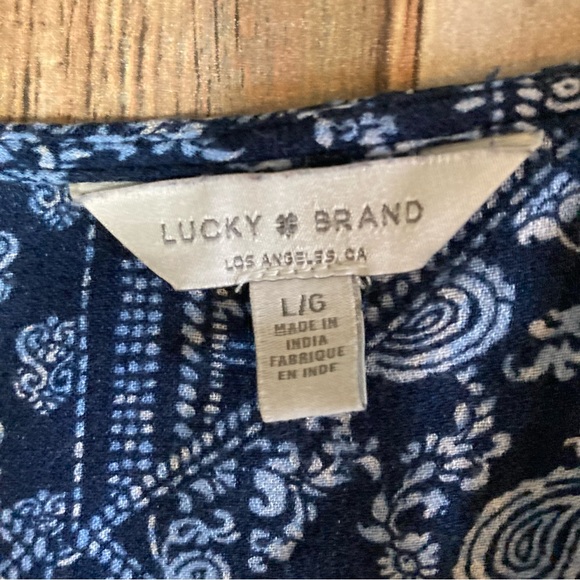 LUCKY BRAND
LOS ANGELES, CA
L/G
MADE IN
INDIA
FABRIQUE
EN INDE